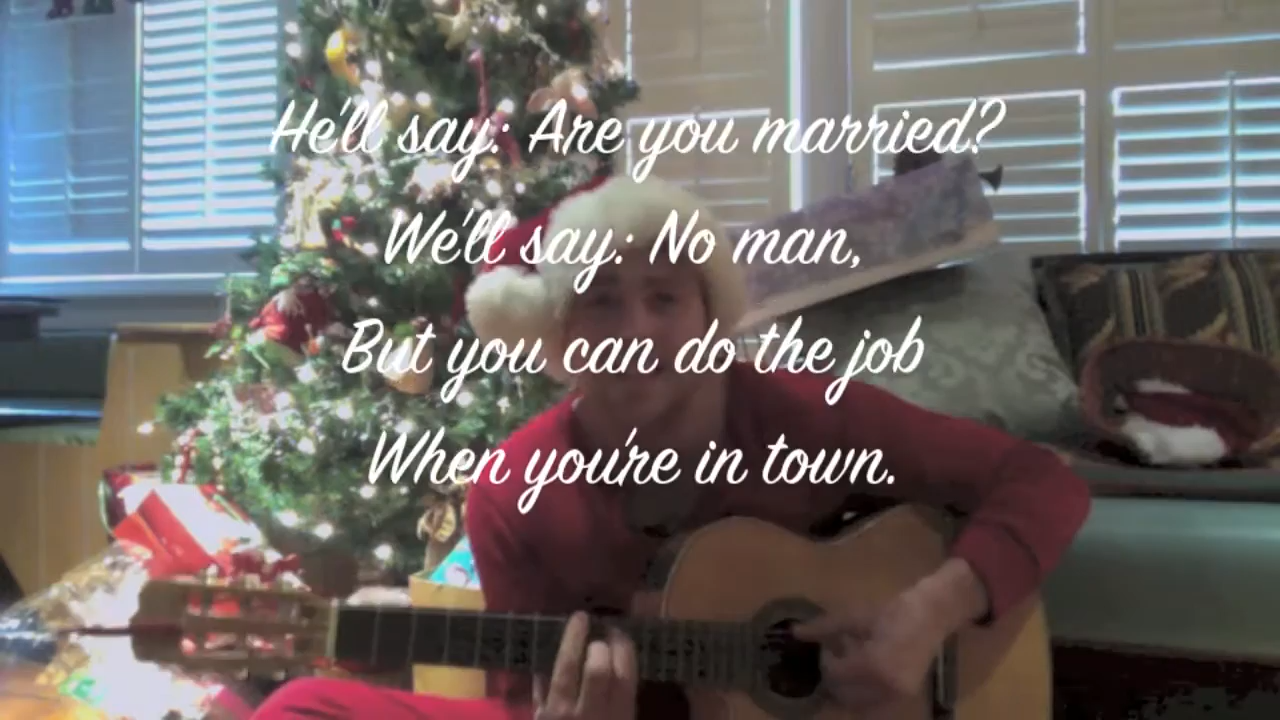 He'll say: Are you married?
We'll say: No man,
But you can do the job
When you're in town.